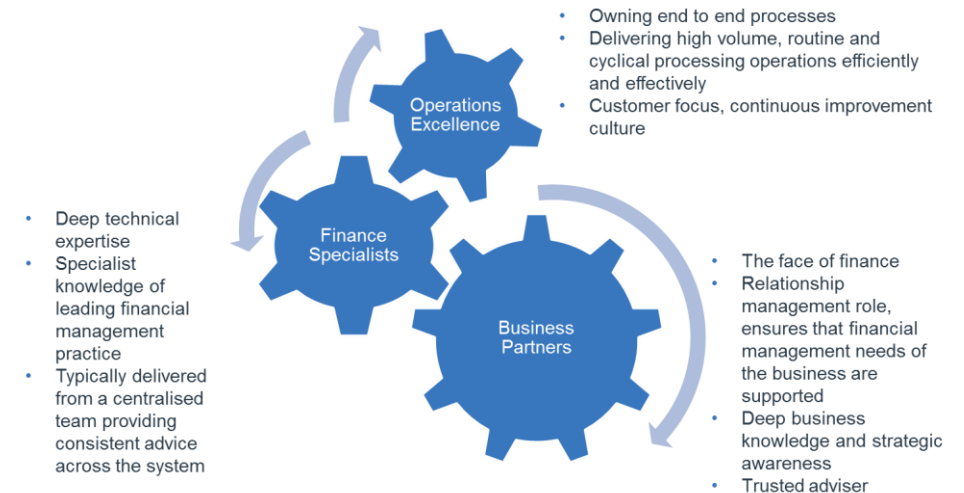 • Owning end to end processes
• Delivering high volume, routine and
cyclical processing operations efficiently
and effectively
• Customer focus, continuous improvement
culture
Operations
Excellence
Finance
Specialists
• Deep technical
expertise
• Specialist
knowledge of
leading financial
management
practice
• Typically delivered
from a centralised
team providing
consistent advice
across the system
Business
Partners
• The face of finance
• Relationship
management role,
ensures that financial
management needs of
the business are
supported
• Deep business
knowledge and strategic
awareness
• Trusted adviser